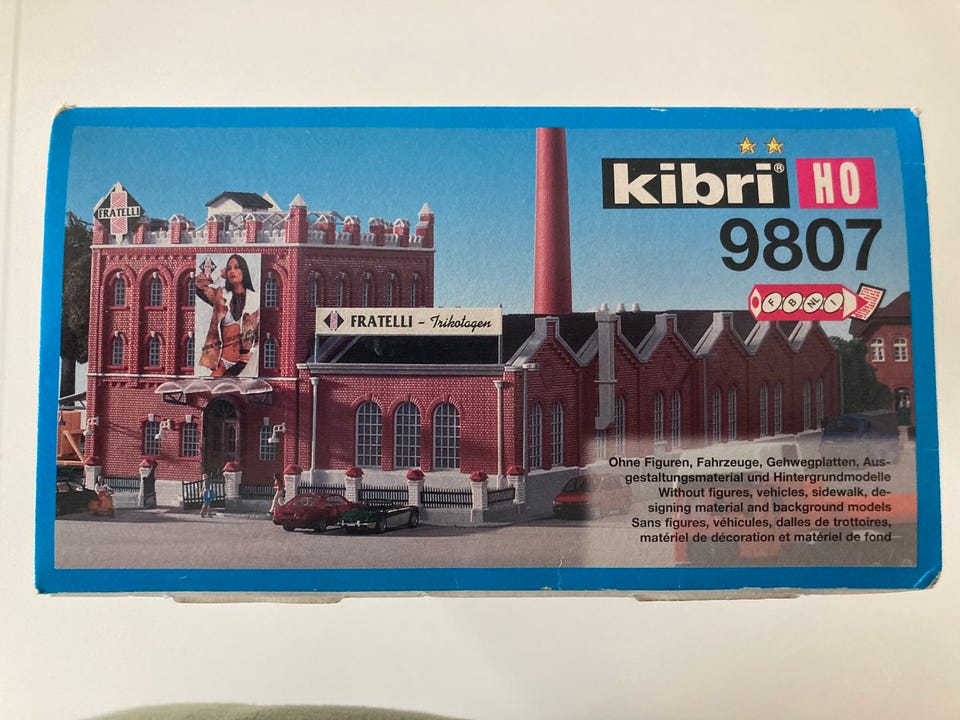 kibri® HO
9807
F B NL I
FRATELLI
FRATELLI - Trikotagen
Ohne Figuren, Fahrzeuge, Gehwegplatten, Aus-
gestaltungsmaterial und Hintergrundmodelle
Without figures, vehicles, sidewalk, de-
signing material and background models
Sans figures, véhicules, dalles de trottoires,
matériel de décoration et matériel de fond